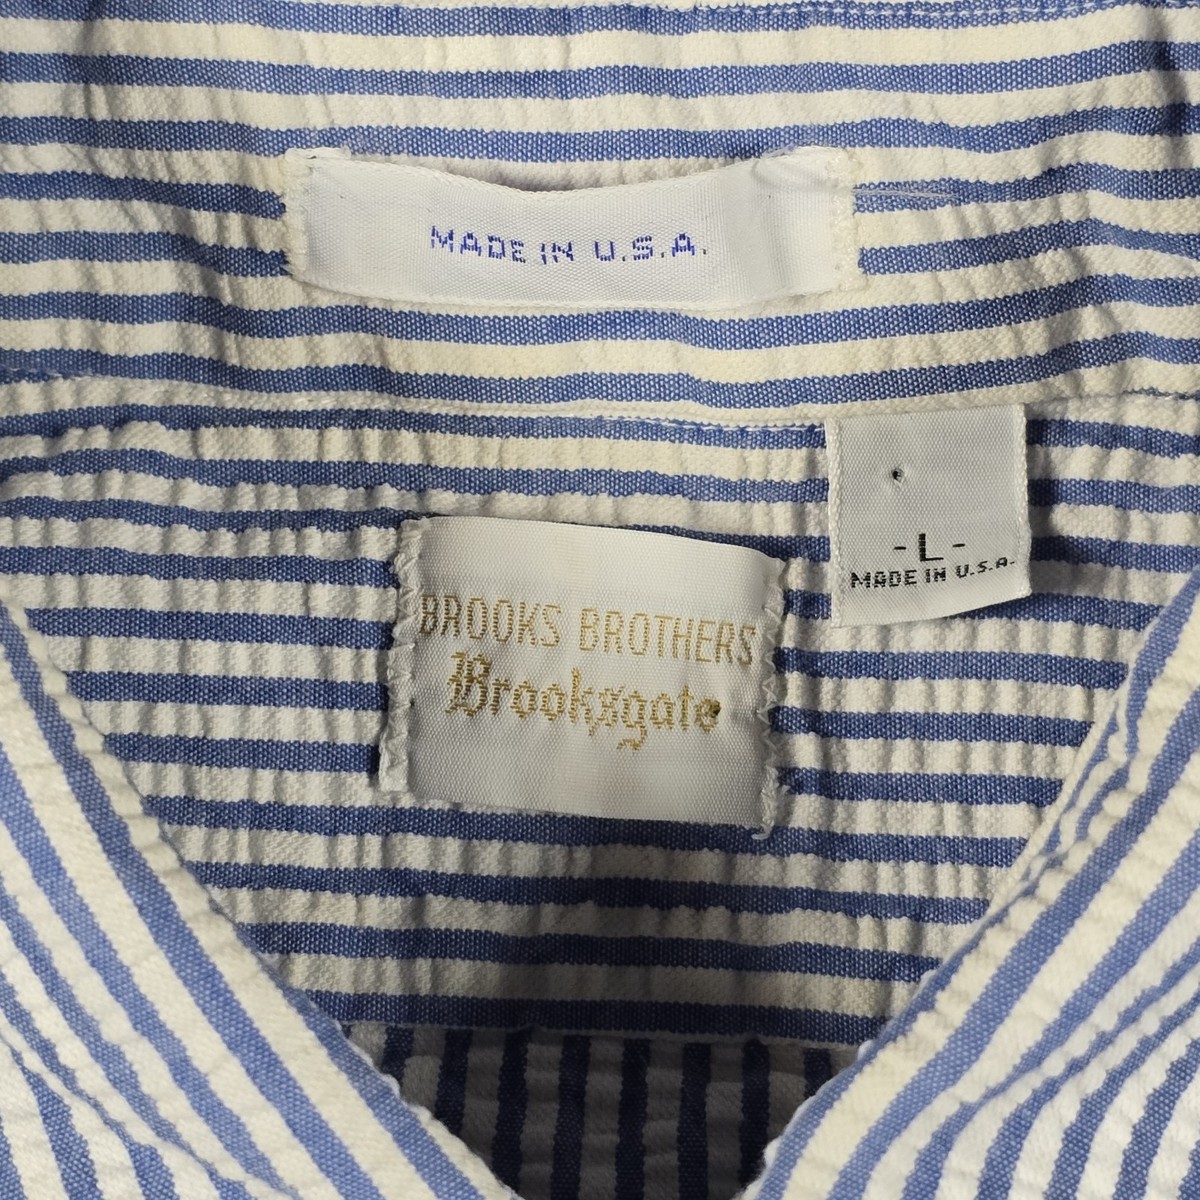 MADE IN U.S.A.
-L-
MADE IN U.S.A.
BROOKS BROTHERS
Brooksgate